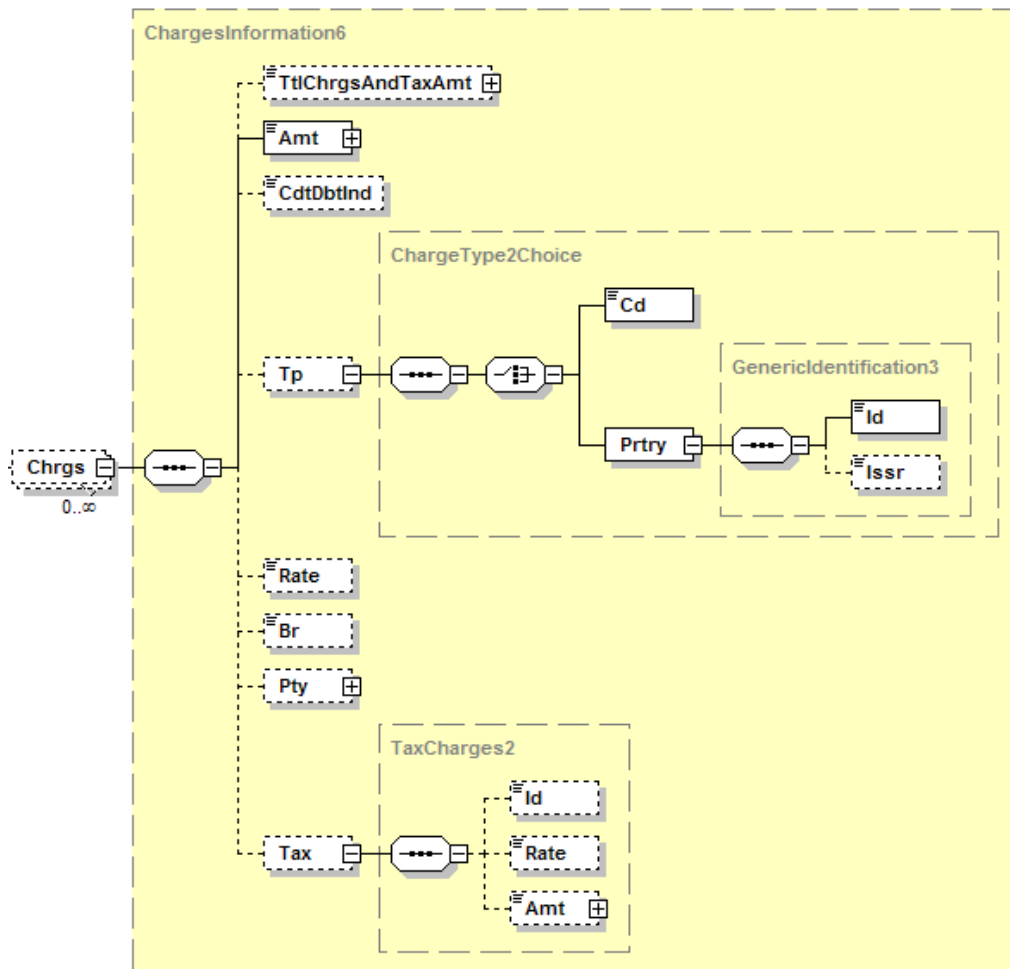 ChargesInformation6
TtlChrgsAndTaxAmt
Amt
CdtDbtInd
ChargeType2Choice
Cd
GenericIdentification3
Tp
Id
Prtry
Issr
Chrgs
0..∞
Rate
Br
Pty
TaxCharges2
Id
Rate
Tax
Amt